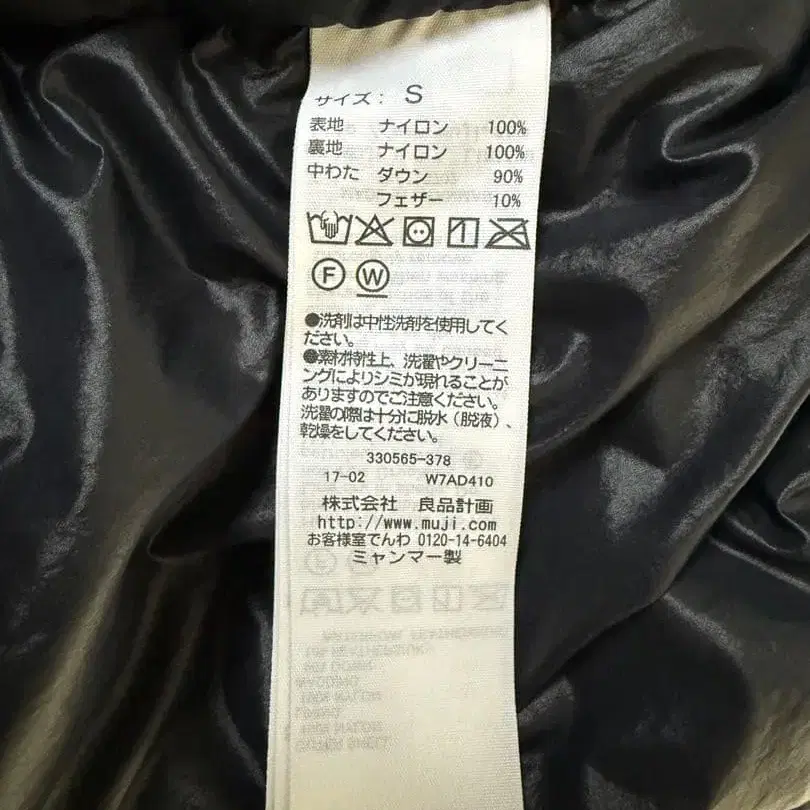 サイズ: S
表地 ナイロン 100%
裏地 ナイロン 100%
中わた ダウン 90%
フェザー 10%
F W
●洗剤は中性洗剤を使用してく
ださい。
●素材特性上、洗濯やクリーニ
ングによりシミが現れることが
ありますのでご注意ください。
洗濯の際は十分に脱水（脱液）、
乾燥をしてください。
330565-378
17-02 W7AD410
株式会社 良品計画
http://www.muji.com
お客様室でんわ 0120-14-6404
ミャンマー製